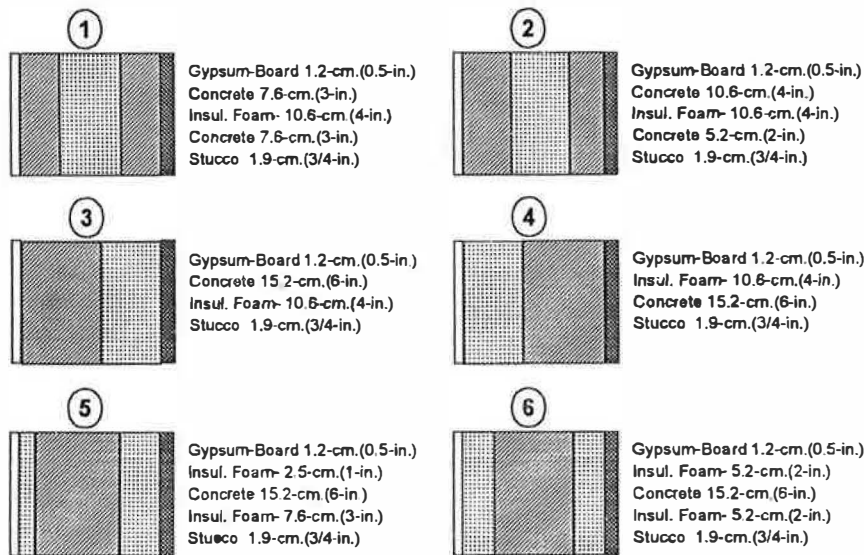 1
Gypsum-Board 1.2-cm.(0.5-in.)
Concrete 7.6-cm.(3-in.)
Insul. Foam- 10.6-cm.(4-in.)
Concrete 7.6-cm.(3-in.)
Stucco 1.9-cm.(3/4-in.)
2
Gypsum-Board 1.2-cm.(0.5-in.)
Concrete 10.6-cm.(4-in.)
Insul. Foam- 10.6-cm.(4-in.)
Concrete 5.2-cm.(2-in.)
Stucco 1.9-cm.(3/4-in.)
3
Gypsum-Board 1.2-cm.(0.5-in.)
Concrete 15.2-cm.(6-in.)
Insul. Foam- 10.6-cm.(4-in.)
Stucco 1.9-cm.(3/4-in.)
4
Gypsum-Board 1.2-cm.(0.5-in.)
Insul. Foam- 10.6-cm.(4-in.)
Concrete 15.2-cm.(6-in.)
Stucco 1.9-cm.(3/4-in.)
5
Gypsum-Board 1.2-cm.(0.5-in.)
Insul. Foam- 2.5-cm.(1-in.)
Concrete 15.2-cm.(6-in.)
Insul. Foam- 7.6-cm.(3-in.)
Stucco 1.9-cm.(3/4-in.)
6
Gypsum-Board 1.2-cm.(0.5-in.)
Insul. Foam- 5.2-cm.(2-in.)
Concrete 15.2-cm.(6-in.)
Insul. Foam- 5.2-cm.(2-in.)
Stucco 1.9-cm.(3/4-in.)